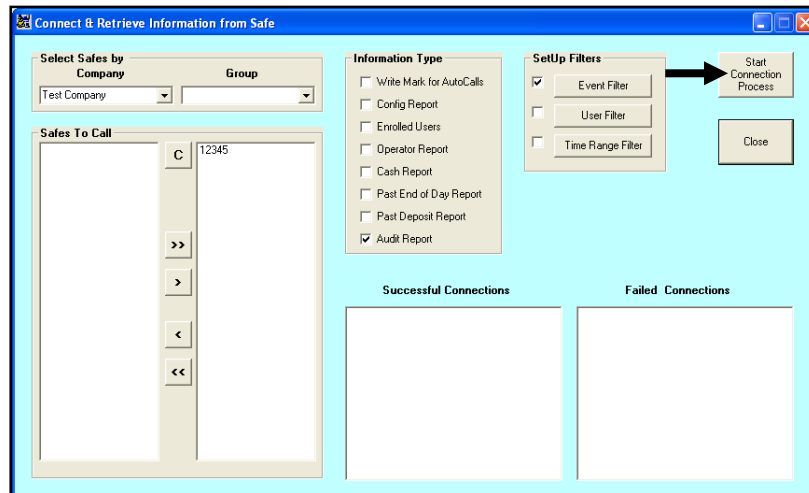 Connect & Retrieve Information from Safe
Select Safes by
Company
Group
Test Company
Safes To Call
C
12345
>>
>
<
<<
Information Type
Write Mark for AutoCalls
Config Report
Enrolled Users
Operator Report
Cash Report
Past End of Day Report
Past Deposit Report
Audit Report
SetUp Filters
Event Filter
User Filter
Time Range Filter
Start
Connection
Process
Close
Successful Connections
Failed Connections